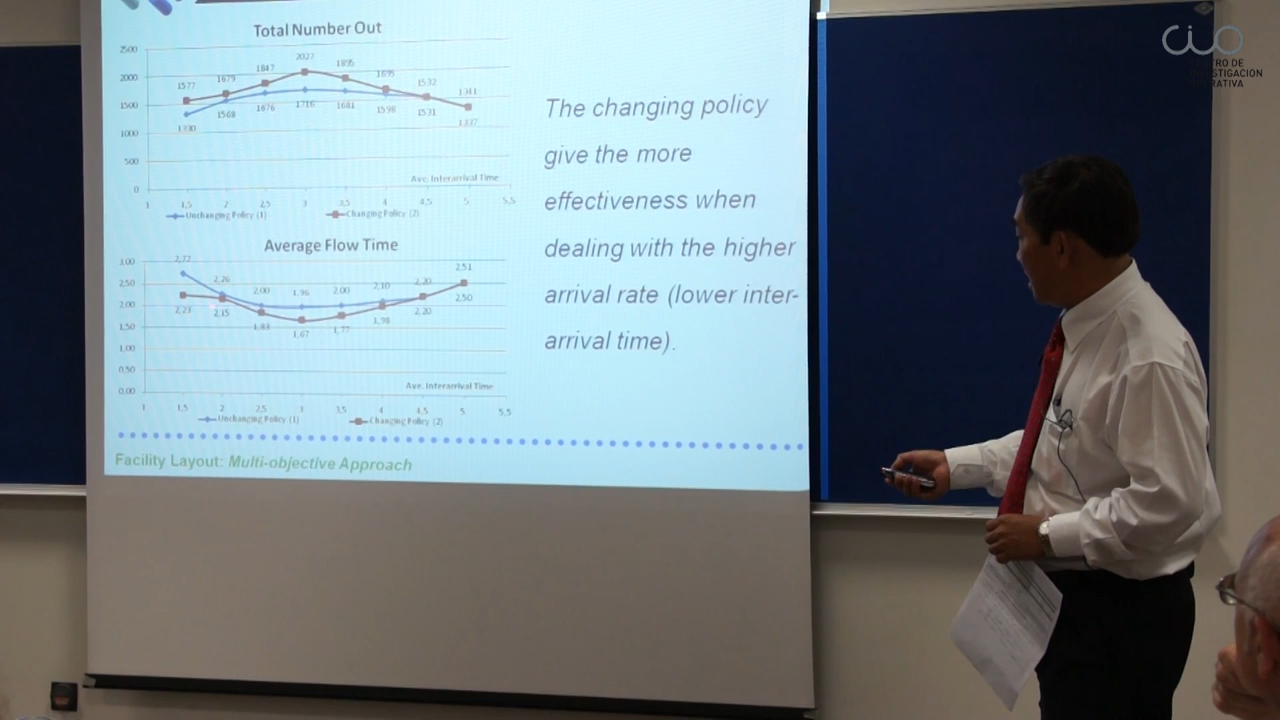 Total Number Out
2500
2000
1500
1000
500
0
1577
1679
1847
2027
1895
1695
1532
1341
1330
1568
1676
1716
1681
1598
1531
1337
Ave. Interarrival Time
1 1,5 2 2,5 3 3,5 4 4,5 5 5,5
Unchanging Policy (1) Changing Policy (2)
Average Flow Time
3,00
2,50
2,00
1,50
1,00
0,50
0,00
2,77
2,26
2,00
1,96
2,00
2,10
2,20
2,51
2,23
2,15
1,83
1,67
1,77
1,98
2,20
2,50
Ave. Interarrival Time
1 1,5 2 2,5 3 3,5 4 4,5 5 5,5
Unchanging Policy (1) Changing Policy (2)
The changing policy
give the more
effectiveness when
dealing with the higher
arrival rate (lower inter-
arrival time).
Facility Layout: Multi-objective Approach
CIO